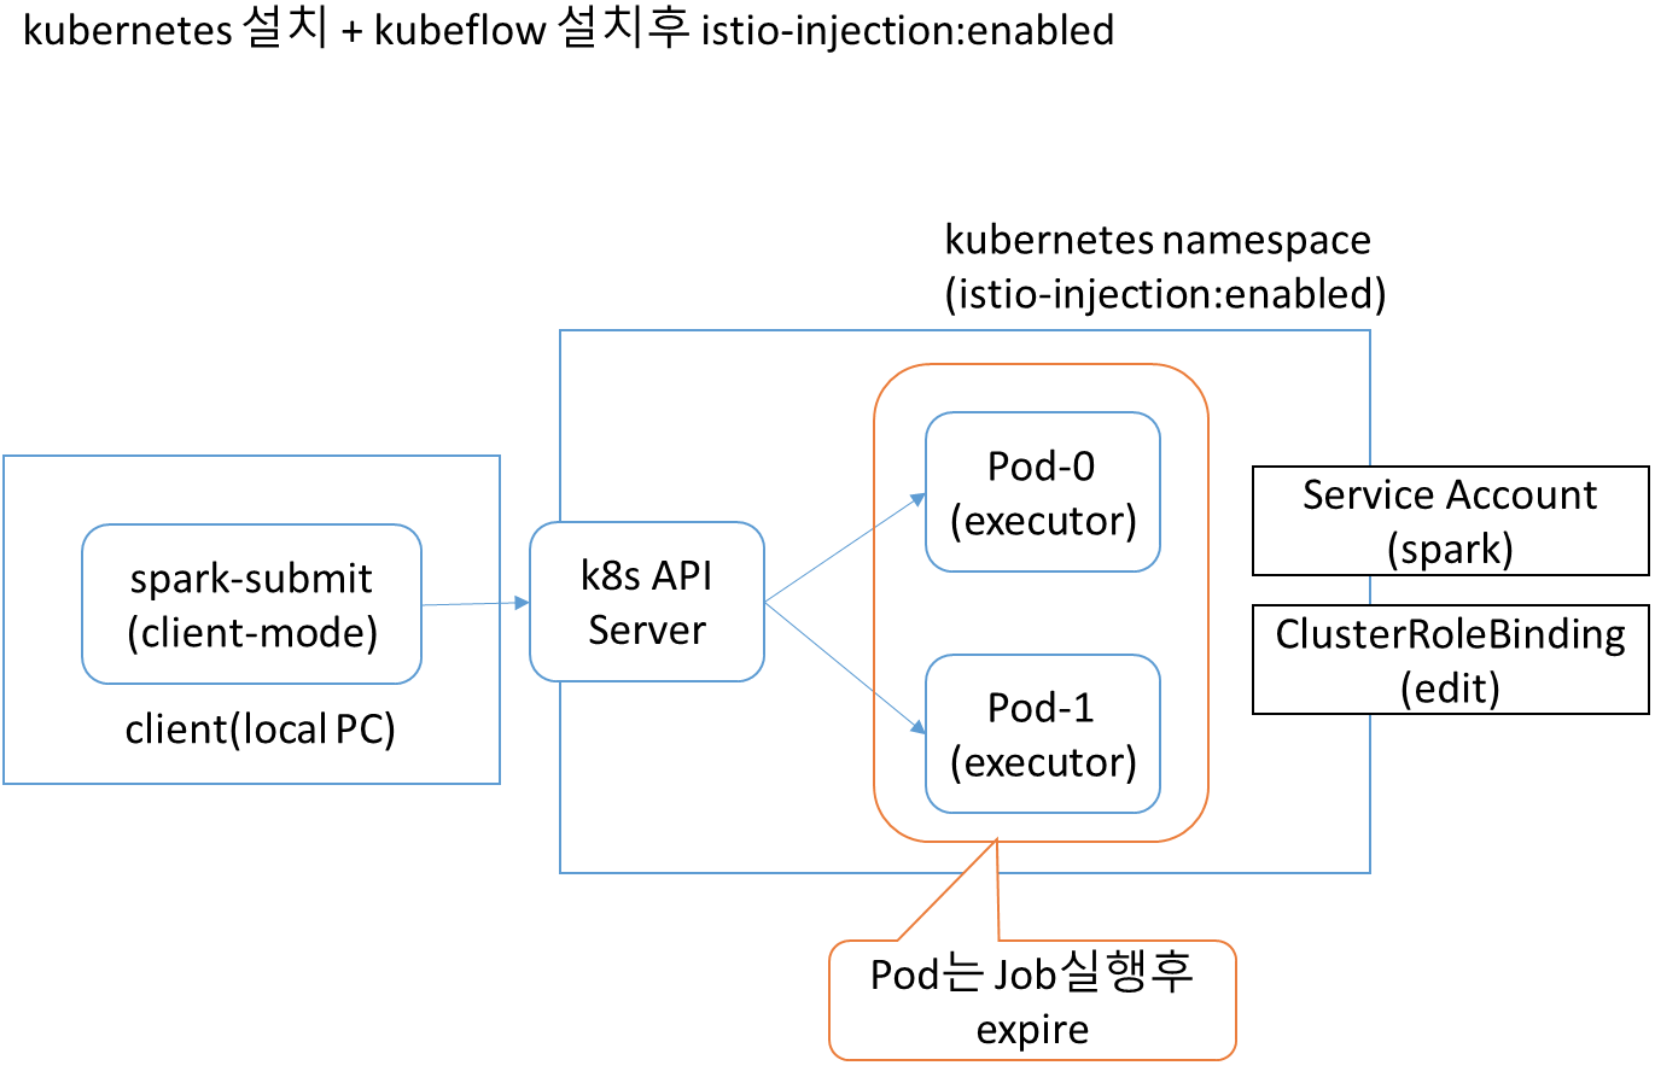 kubernetes 설치 + kubeflow 설치후 istio-injection:enabled
kubernetes namespace
(istio-injection:enabled)
Pod-0
(executor)
Service Account
(spark)
spark-submit
(client-mode)
k8s API
Server
ClusterRoleBinding
(edit)
Pod-1
(executor)
client(local PC)
Pod는 Job실행후
expire